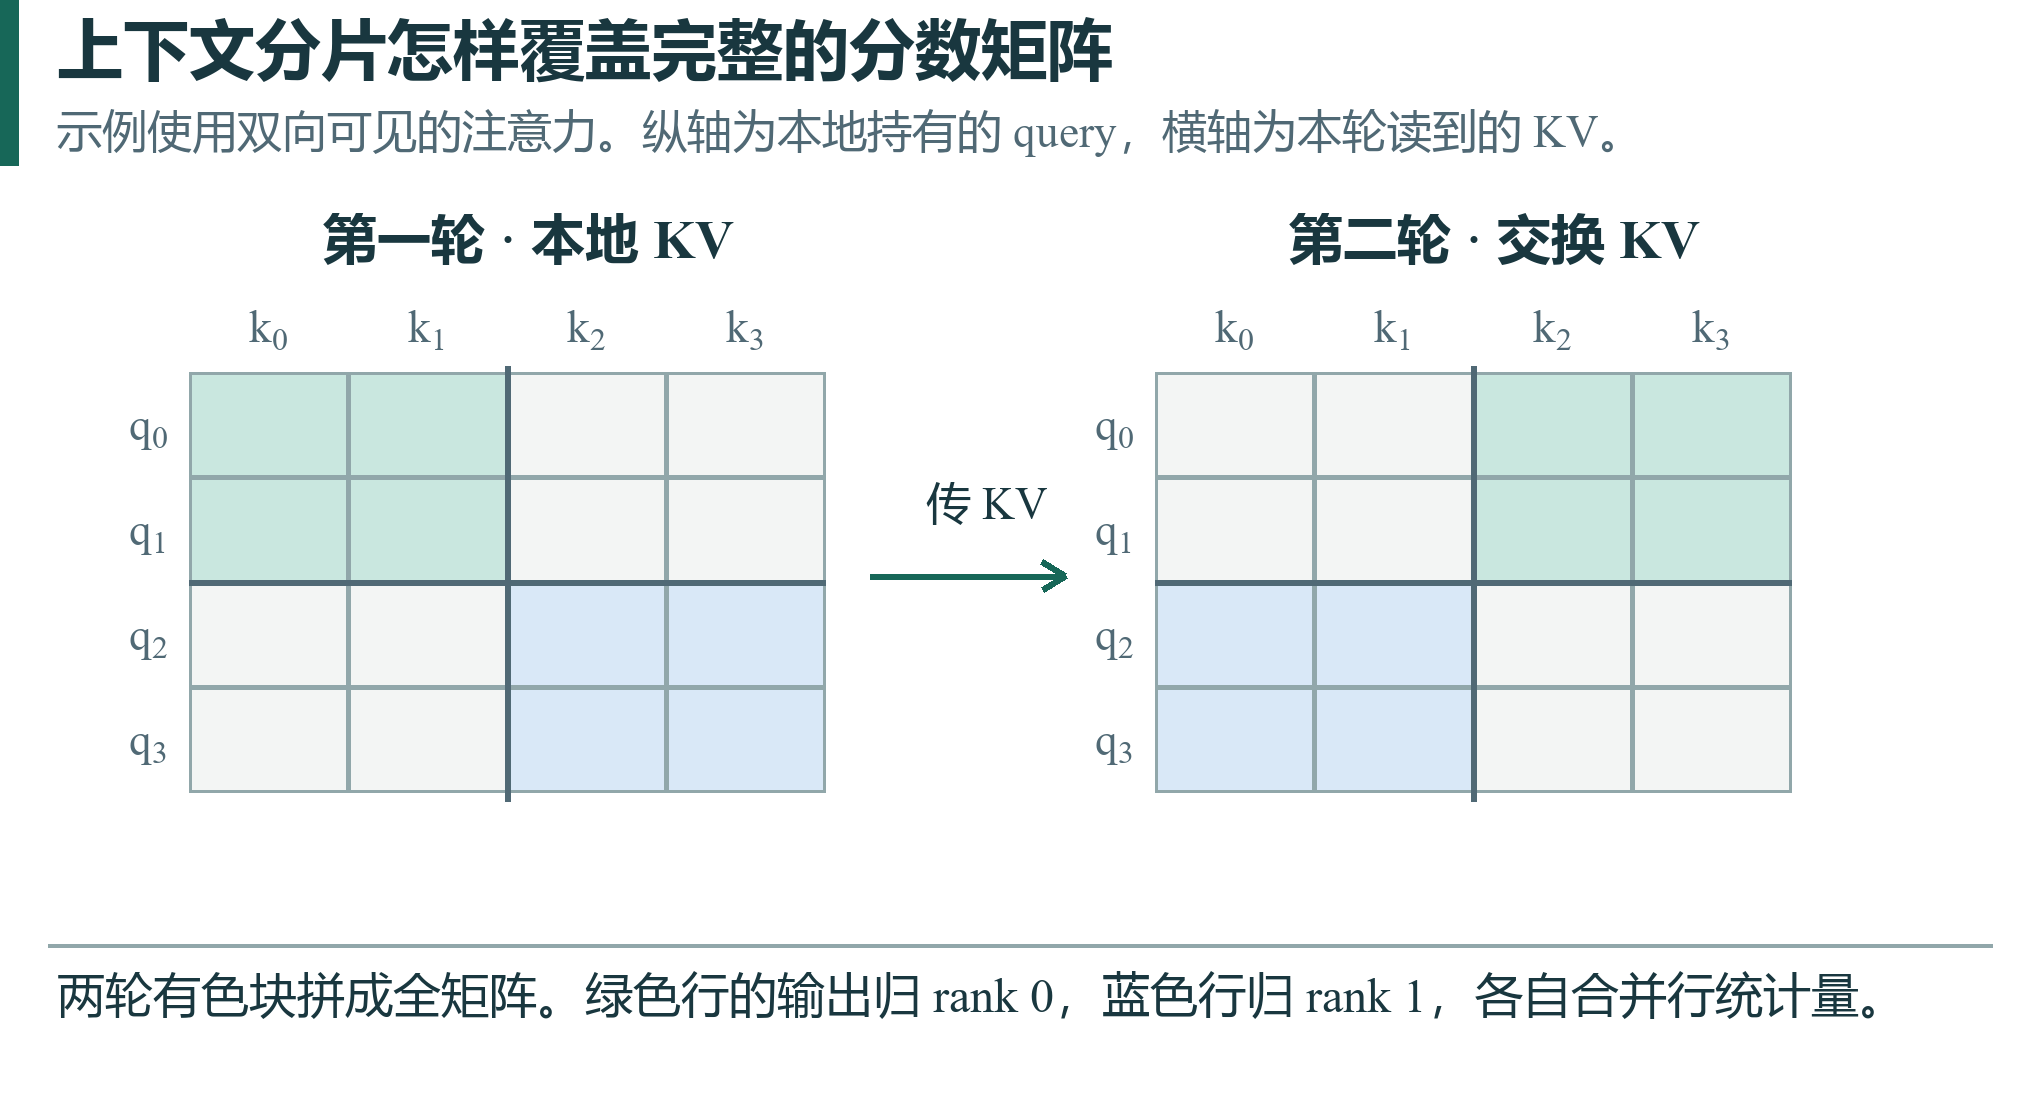 上下文分片怎样覆盖完整的分数矩阵
示例使用双向可见的注意力。纵轴为本地持有的 query，横轴为本轮读到的 KV。
第一轮 · 本地 KV
k₀ k₁ k₂ k₃
q₀
q₁
q₂
q₃
传 KV
第二轮 · 交换 KV
k₀ k₁ k₂ k₃
q₀
q₁
q₂
q₃
两轮有色块拼成全矩阵。绿色行的输出归 rank 0，蓝色行归 rank 1，各自合并行统计量。